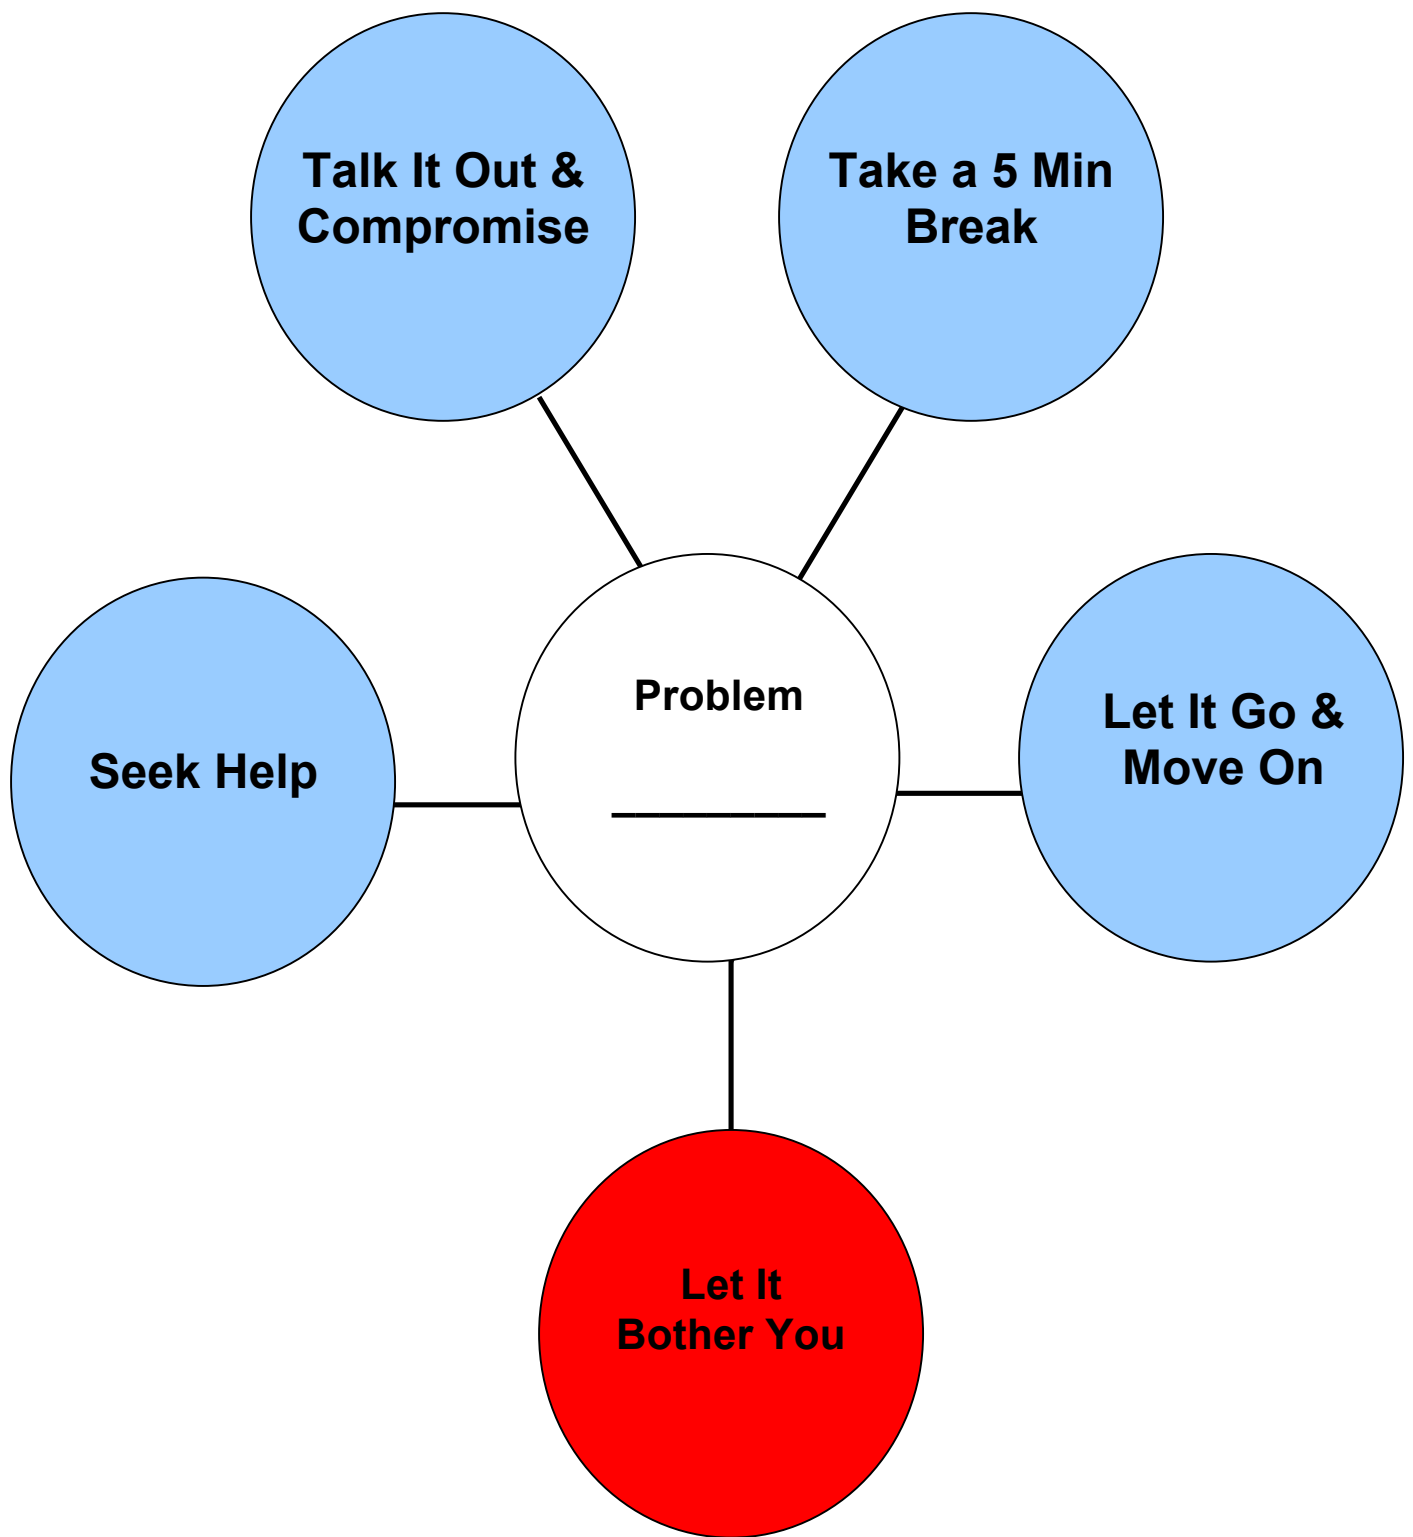 Talk It Out &
Compromise
Take a 5 Min
Break
Problem
_________
Seek Help
Let It Go &
Move On
Let It
Bother You